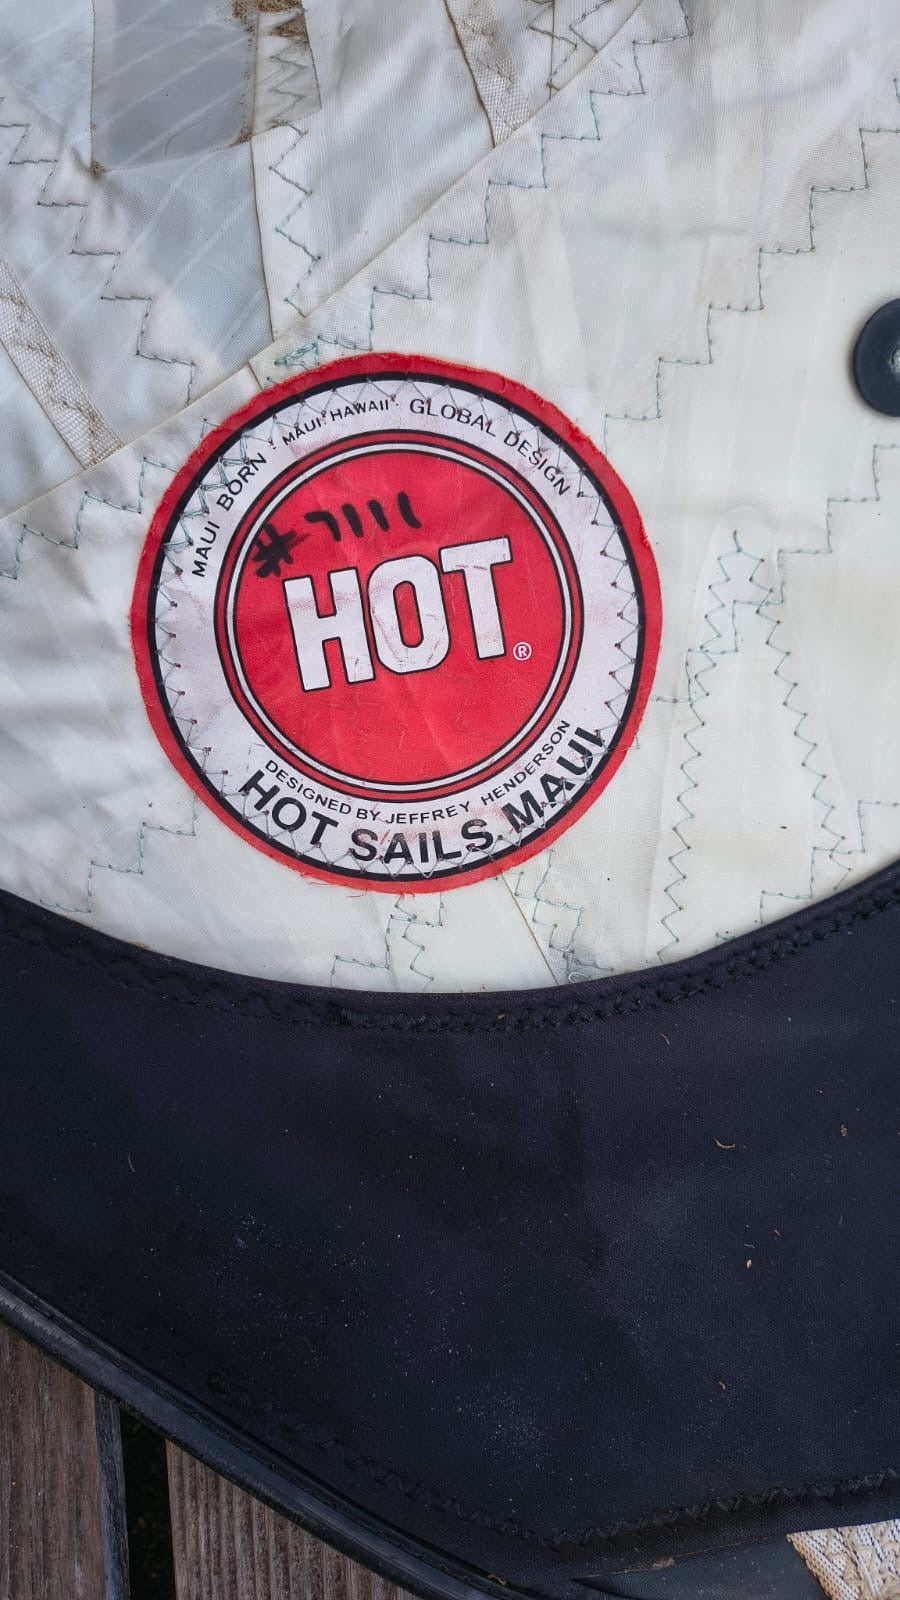 MAUI BORN · MAUI HAWAII · GLOBAL DESIGN
#7111
HOT®
DESIGNED BY JEFFREY HENDERSON
HOT SAILS MAUI